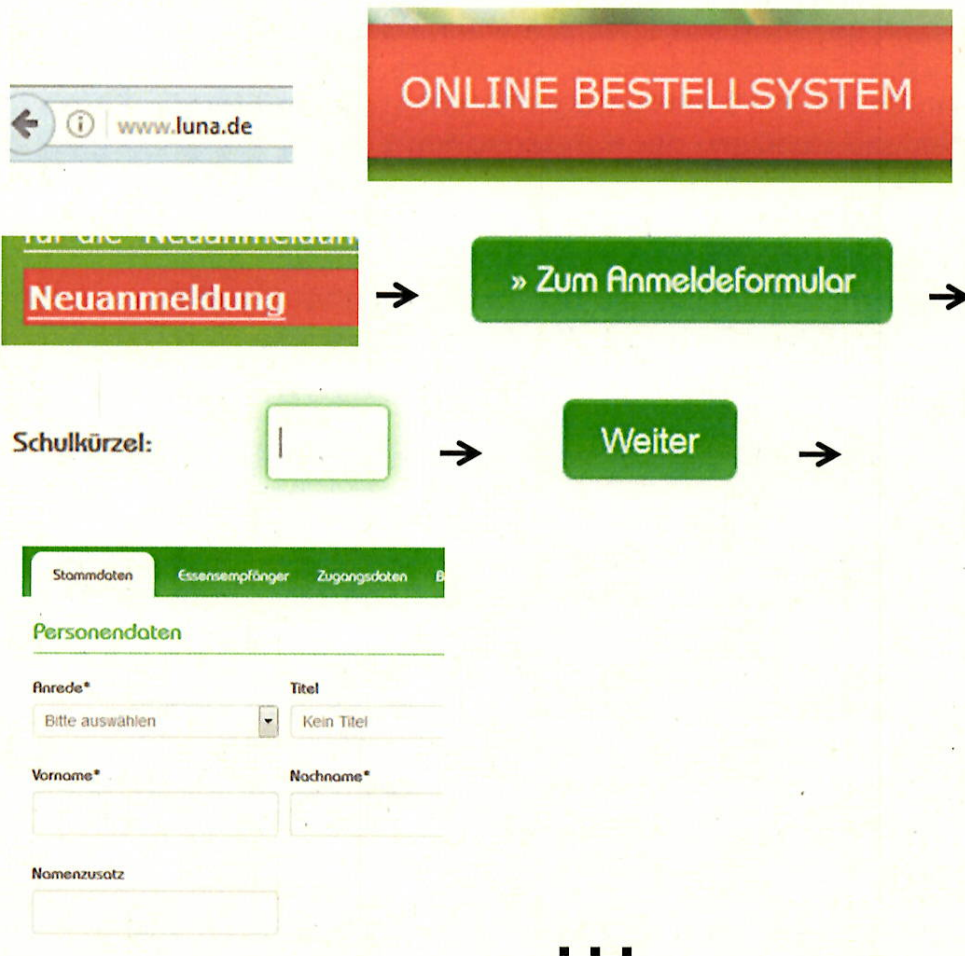 www.luna.de
ONLINE BESTELLSYSTEM
Neuanmeldung
» Zum Anmeldeformular
Schulkürzel:
Weiter
Stammdaten Essensempfänger Zugangsdaten B
Personendaten
Anrede* Titel
Bitte auswählen Kein Titel
Vorname* Nachname*
Namenzusatz
...